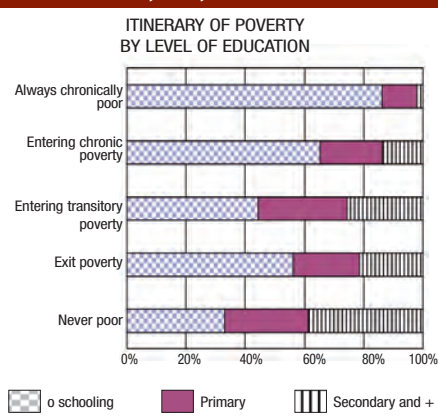 ITINERARY OF POVERTY
BY LEVEL OF EDUCATION
Always chronically
poor
Entering chronic
poverty
Entering transitory
poverty
Exit poverty
Never poor
0% 20% 40% 60% 80% 100%
o schooling Primary Secondary and +